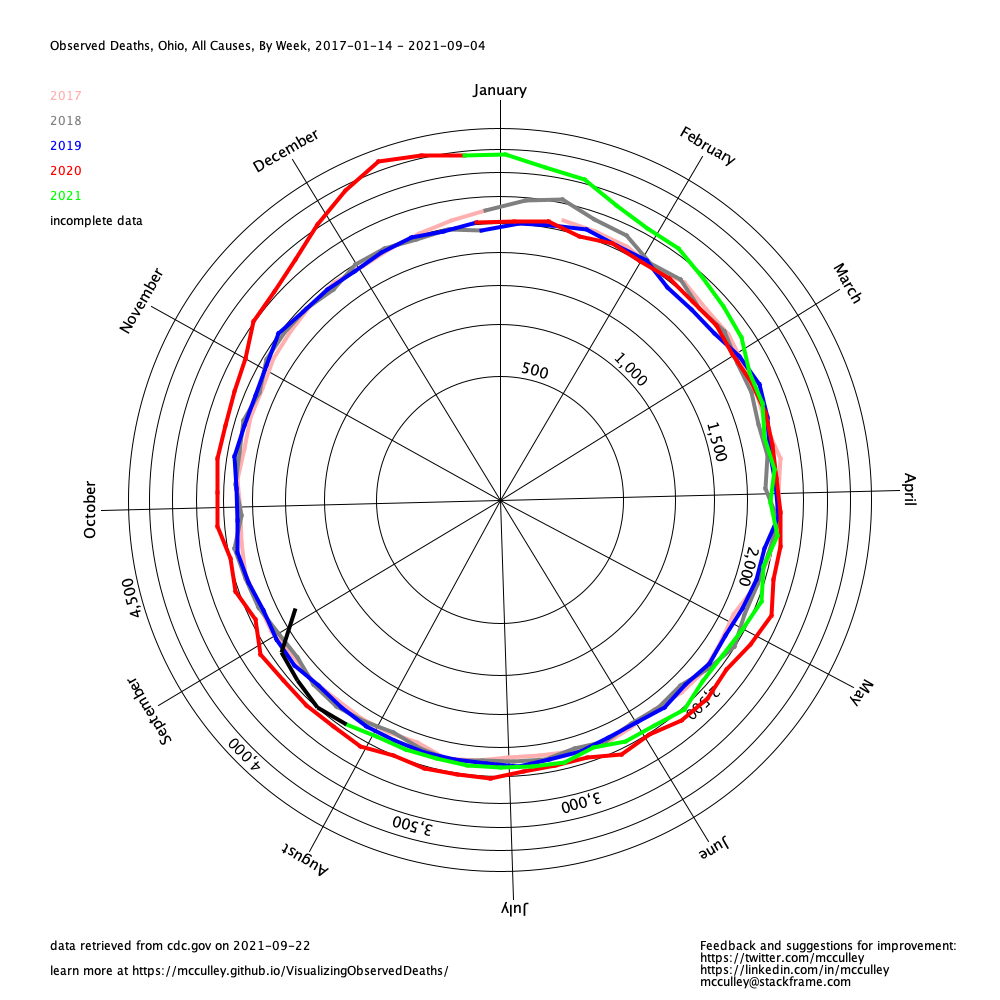 Observed Deaths, Ohio, All Causes, By Week, 2017-01-14 - 2021-09-04
2017
2018
2019
2020
2021
incomplete data
January
February
March
April
May
June
July
August
September
October
November
December
500
1,000
1,500
2,000
2,500
3,000
3,500
4,000
4,500
data retrieved from cdc.gov on 2021-09-22
learn more at https://mcculley.github.io/VisualizingObservedDeaths/
Feedback and suggestions for improvement:
https://twitter.com/mcculley
https://linkedin.com/in/mcculley
mcculley@stackframe.com